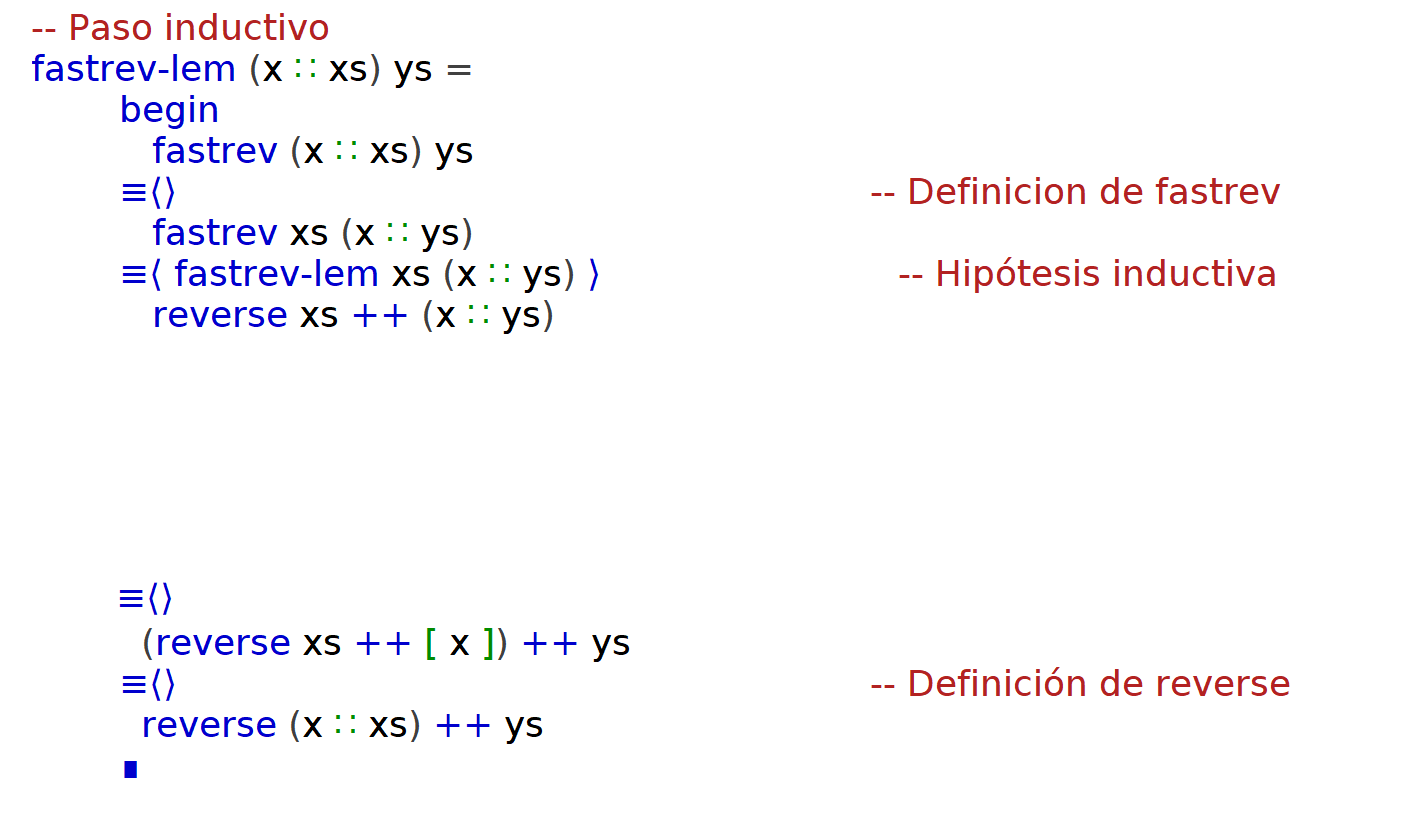 -- Paso inductivo
fastrev-lem (x ∷ xs) ys =
begin
fastrev (x ∷ xs) ys
≡⟨⟩ -- Definicion de fastrev
fastrev xs (x ∷ ys)
≡⟨ fastrev-lem xs (x ∷ ys) ⟩ -- Hipótesis inductiva
reverse xs ++ (x ∷ ys)
≡⟨⟩
(reverse xs ++ [ x ]) ++ ys
≡⟨⟩ -- Definición de reverse
reverse (x ∷ xs) ++ ys
∎